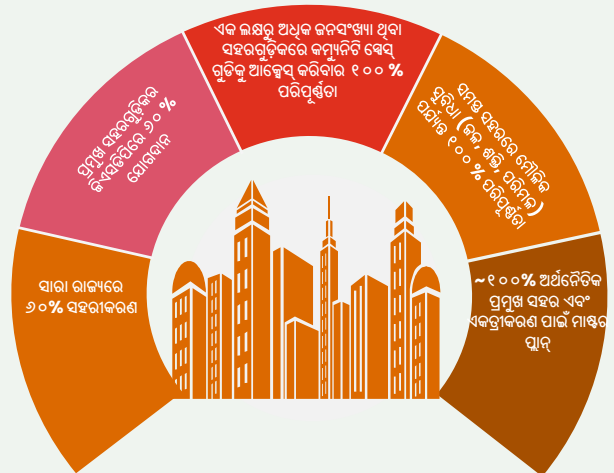 ସାରା ରାଜ୍ୟରେ
୬୦% ସହରୀକରଣ
ପ୍ରମୁଖ ସହରଗୁଡ଼ିକର
ଜିଏସଡିପିରେ ୬୦ %
ଯୋଗଦାନ
ଏକ ଲକ୍ଷରୁ ଅଧିକ ଜନସଂଖ୍ୟା ଥିବା
ସହରଗୁଡ଼ିକରେ କମ୍ୟୁନିଟି ସ୍ପେସ୍
ଗୁଡିକୁ ଆକ୍ସେସ୍ କରିବାର ୧୦୦ %
ପରିପୂର୍ଣ୍ଣତା
ସମସ୍ତ ସହରରେ ମୌଳିକ
ସୁବିଧା (ଜଳ, ଶକ୍ତି, ପରିମଳ)
ପର୍ଯ୍ୟନ୍ତ ୧୦୦ % ପରିପୂର୍ଣ୍ଣତା
~୧୦୦% ଅର୍ଥନୈତିକ
ପ୍ରମୁଖ ସହର ଏବଂ
ଏକତ୍ରୀକରଣ ପାଇଁ ମାଷ୍ଟର
ପ୍ଲାନ୍